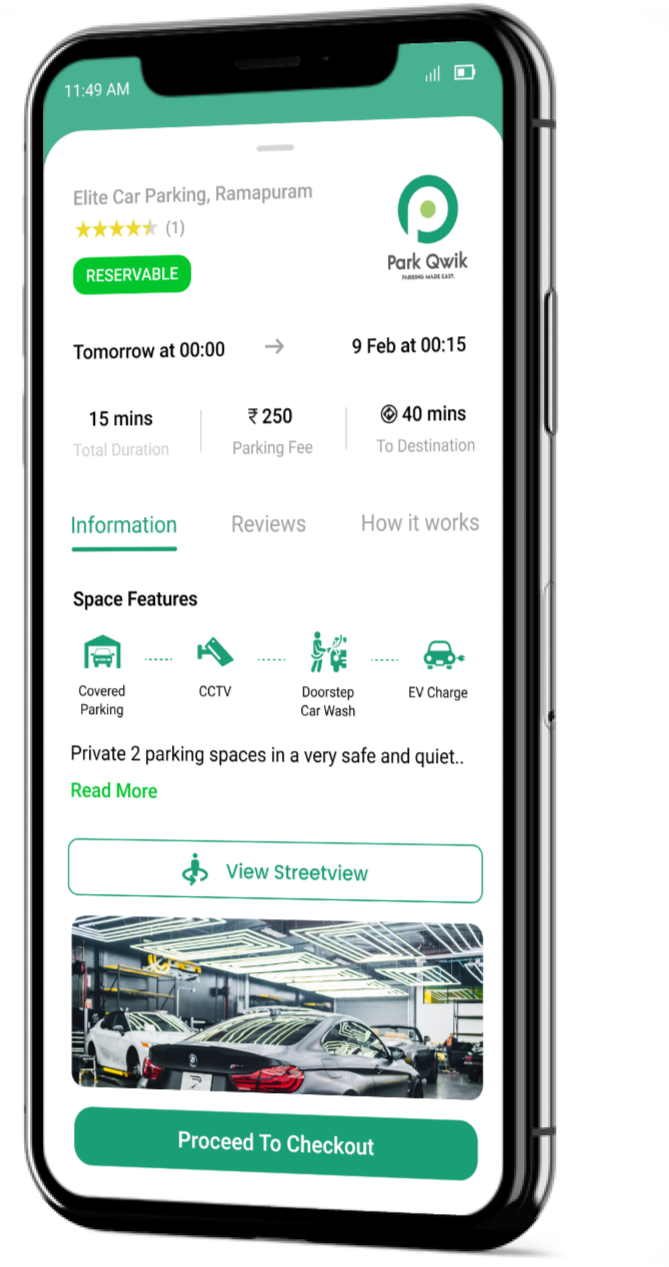 11:49 AM
Elite Car Parking, Ramapuram
(1)
RESERVABLE
Park Qwik
PARKING MADE EASY.
Tomorrow at 00:00 → 9 Feb at 00:15
15 mins ₹ 250 40 mins
Total Duration Parking Fee To Destination
Information Reviews How it works
Space Features
Covered Parking
CCTV
Doorstep Car Wash
EV Charge
Private 2 parking spaces in a very safe and quiet..
Read More
View Streetview
Proceed To Checkout